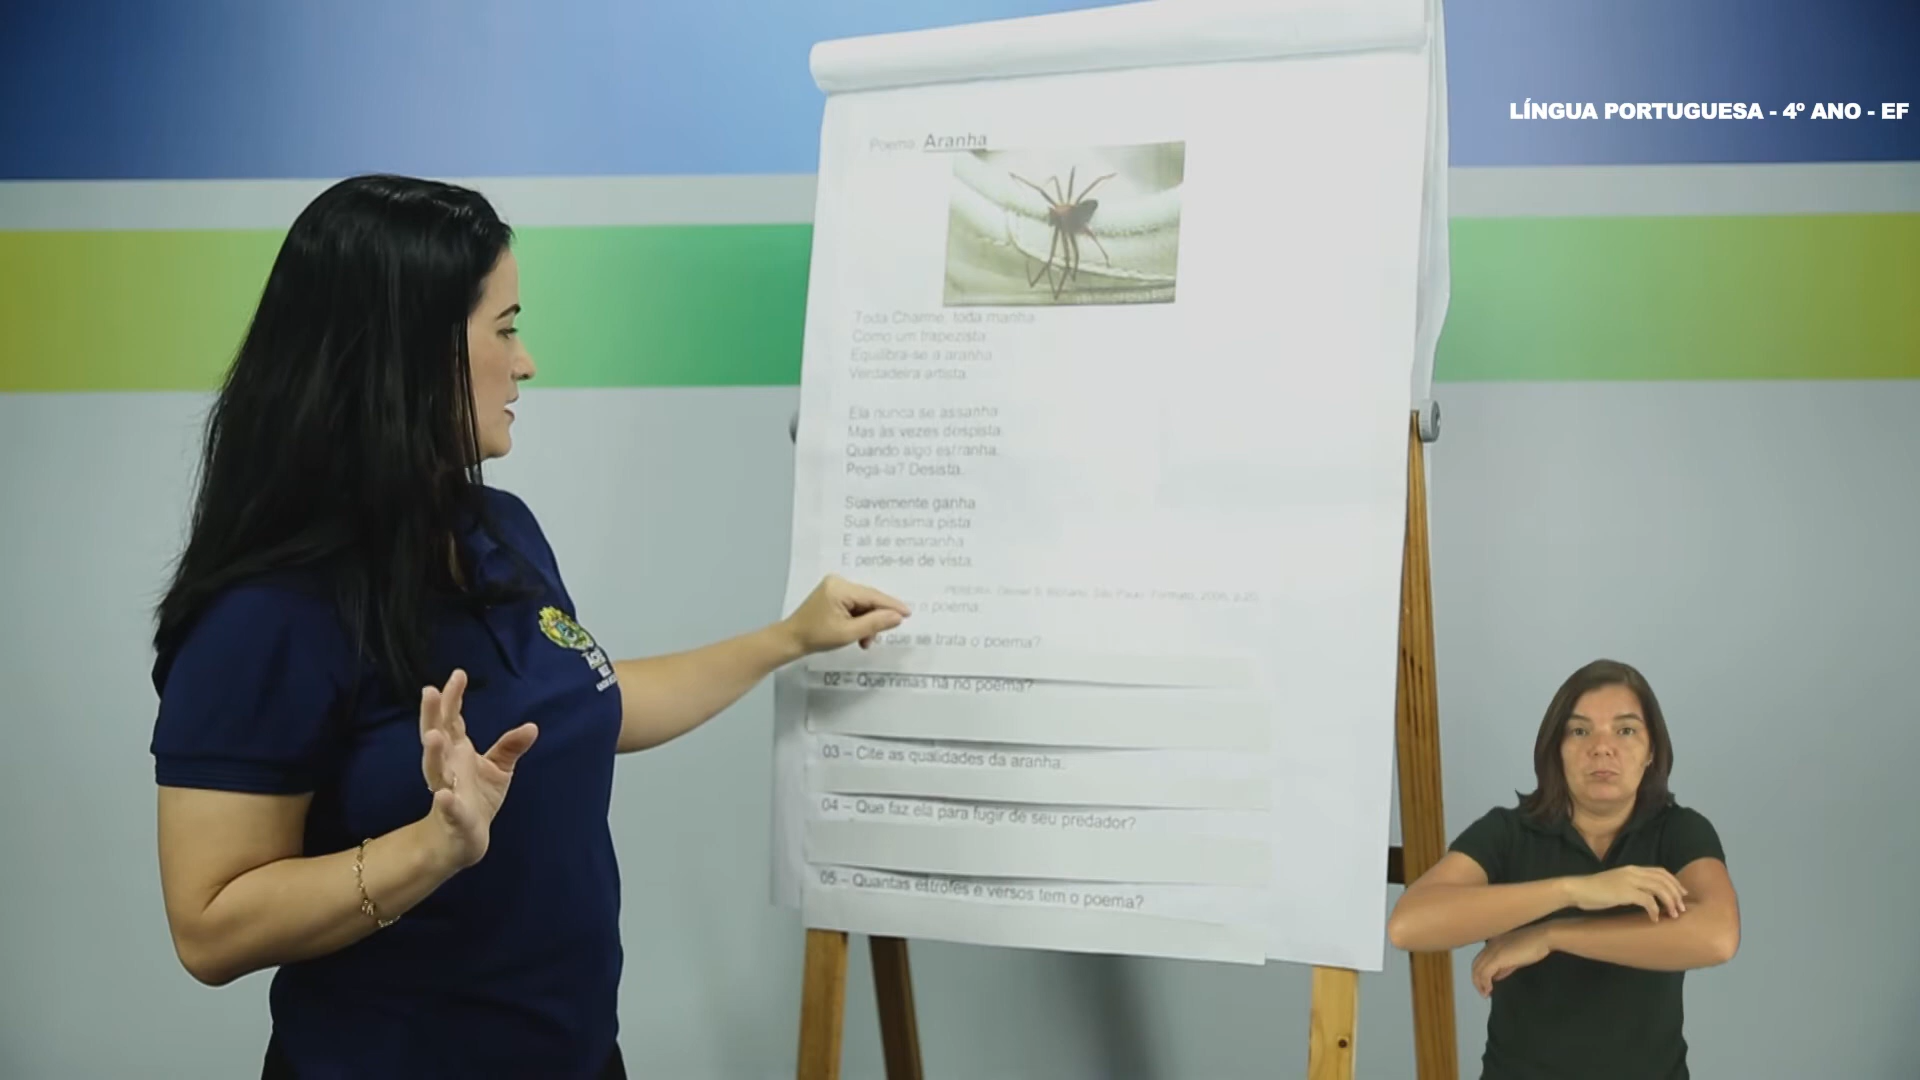 LÍNGUA PORTUGUESA - 4º ANO - EF
Poema: Aranha
Toda Charme, toda manha
Como um trapezista
Equilibra-se a aranha
Verdadeira artista
Ela nunca se assanha
Mas às vezes despista
Quando algo estranha.
Pegá-la? Desista.
Suavemente ganha
Sua finíssima pista
E ali se emaranha
E perde-se de vista.
o poema
que se trata o poema?
02 – Que rimas há no poema?
03 – Cite as qualidades da aranha.
04 – Que faz ela para fugir de seu predador?
05 – Quantas estrofes e versos tem o poema?